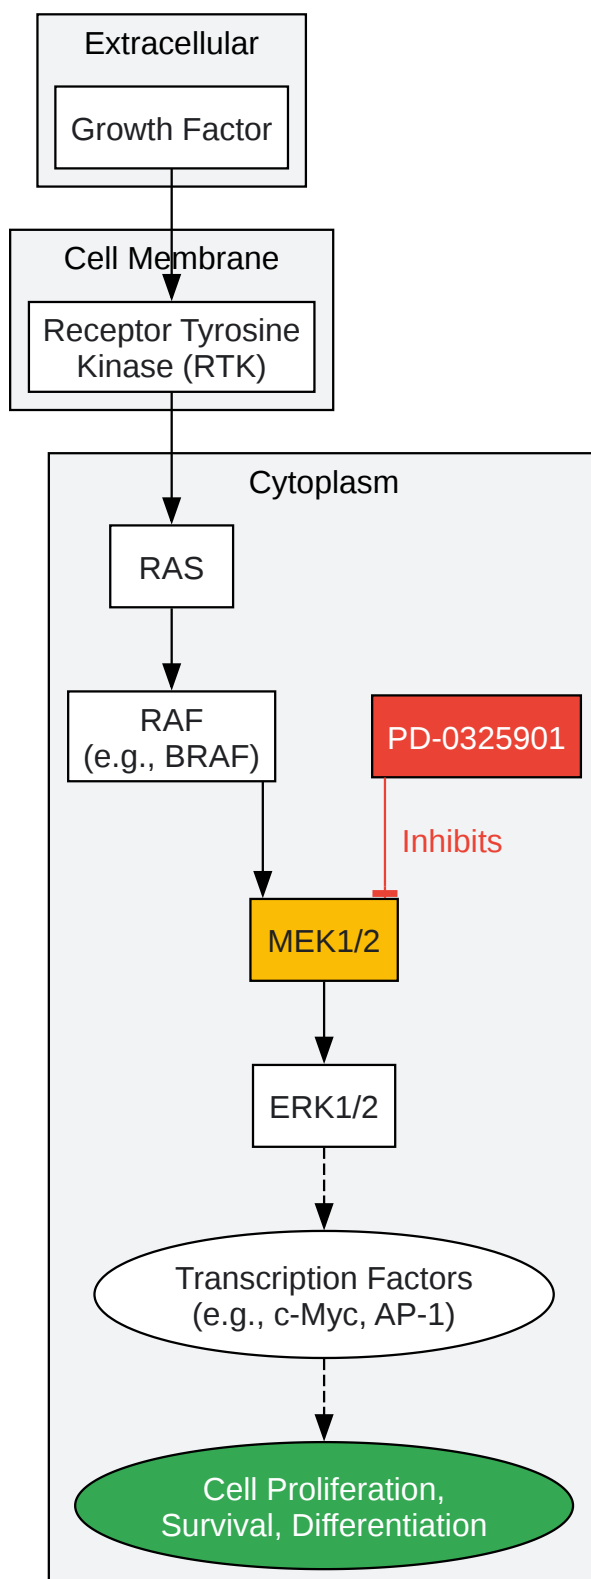 Extracellular
Growth Factor
Cell Membrane
Receptor Tyrosine
Kinase (RTK)
Cytoplasm
RAS
RAF
(e.g., BRAF)
PD-0325901
Inhibits
MEK1/2
ERK1/2
Transcription Factors
(e.g., c-Myc, AP-1)
Cell Proliferation,
Survival, Differentiation